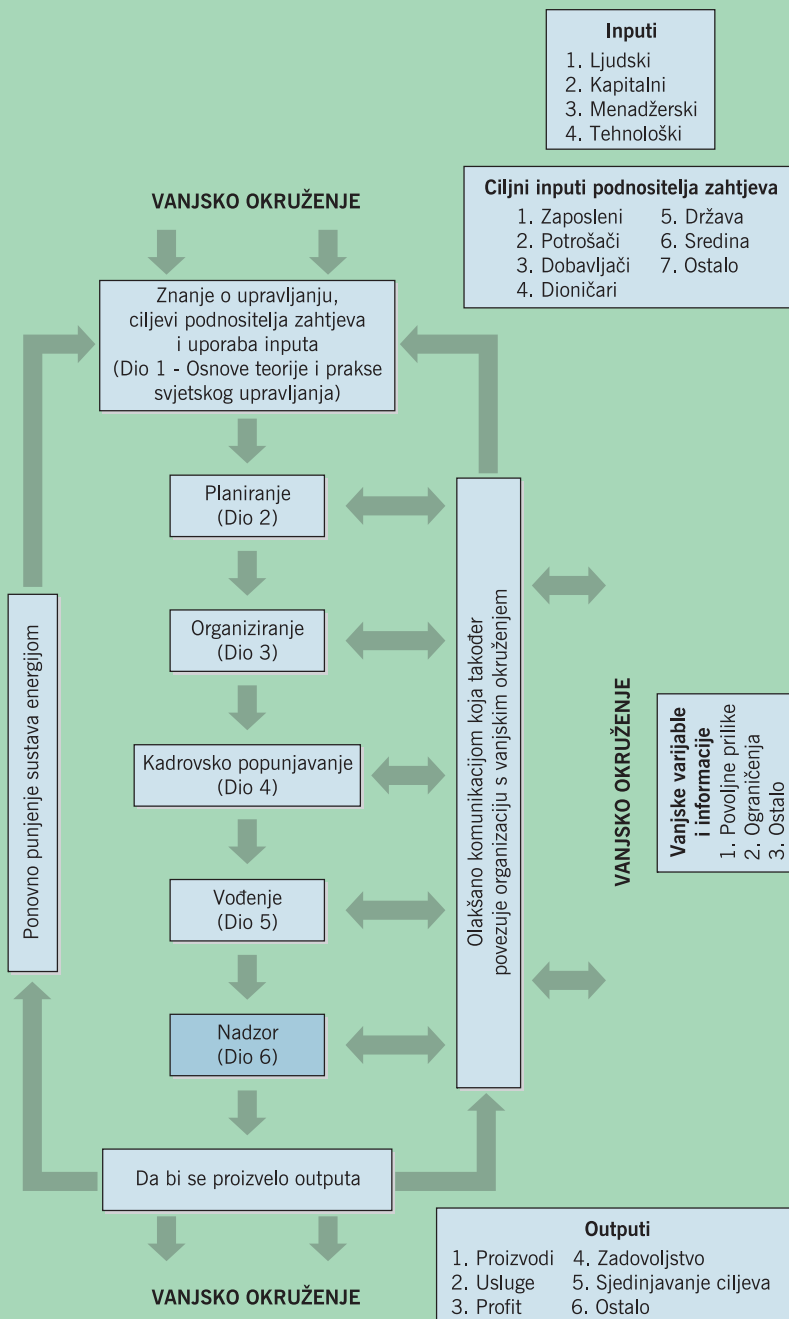 Inputi
1. Ljudski
2. Kapitalni
3. Menadžerski
4. Tehnološki
Ciljni inputi podnositelja zahtjeva
1. Zaposleni
2. Potrošači
3. Dobavljači
4. Dioničari
5. Država
6. Sredina
7. Ostalo
VANJSKO OKRUŽENJE
Znanje o upravljanju,
ciljevi podnositelja zahtjeva
i uporaba inputa
(Dio 1 - Osnove teorije i prakse
svjetskog upravljanja)
Planiranje
(Dio 2)
Organiziranje
(Dio 3)
Kadrovsko popunjavanje
(Dio 4)
Vođenje
(Dio 5)
Nadzor
(Dio 6)
Da bi se proizvelo outputa
Ponovno punjenje sustava energijom
Olakšano komunikacijom koja također
povezuje organizaciju s vanjskim okruženjem
VANJSKO OKRUŽENJE
Vanjske varijable
i informacije
1. Povoljne prilike
2. Ograničenja
3. Ostalo
VANJSKO OKRUŽENJE
Outputi
1. Proizvodi
2. Usluge
3. Profit
4. Zadovoljstvo
5. Sjedinjavanje ciljeva
6. Ostalo